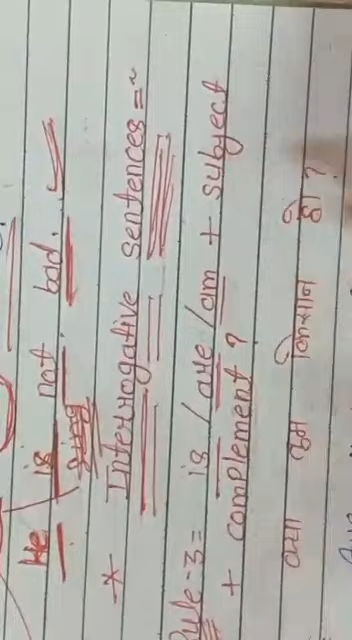 He is not bad.
* Interrogative sentences =~
Rule-3= is / are / am + subject
+ complement ?
क्या तुम किसान हो ?